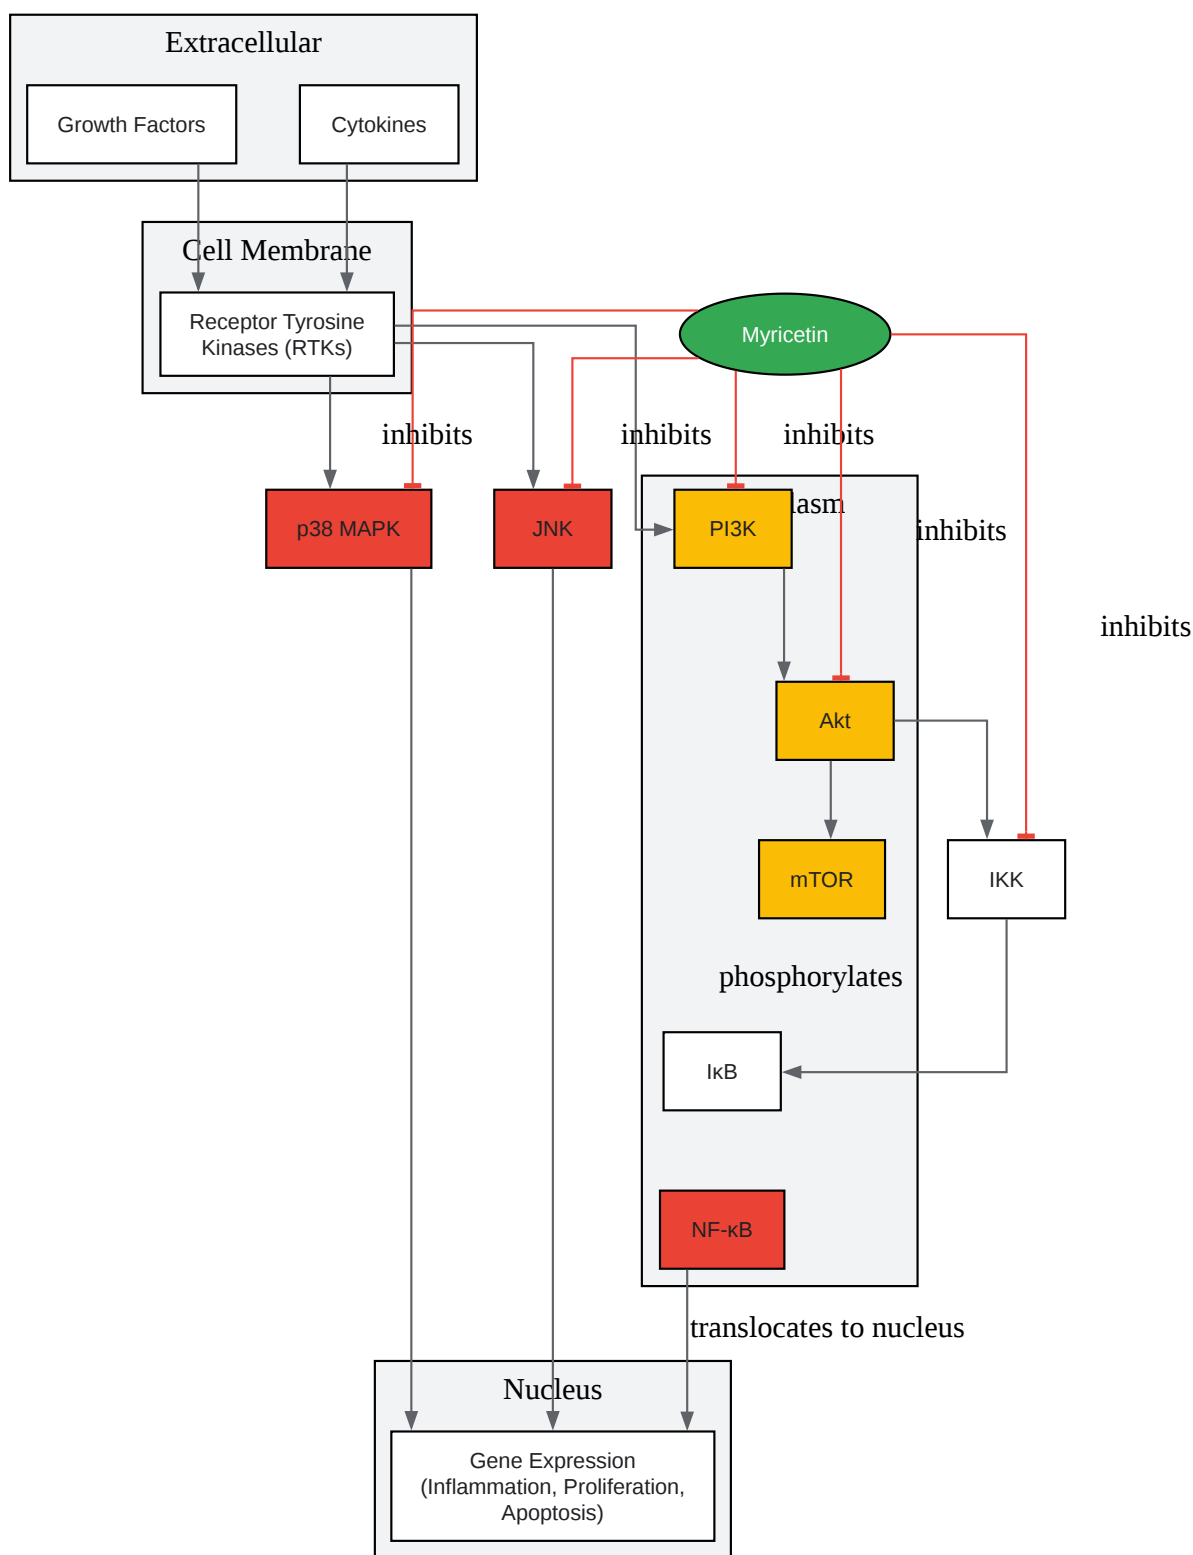 Extracellular
Growth Factors
Cytokines
Cell Membrane
Receptor Tyrosine
Kinases (RTKs)
Myricetin
inhibits
inhibits
inhibits
p38 MAPK
JNK
PI3K
lasm
inhibits
inhibits
Akt
mTOR
IKK
phosphorylates
IκB
NF-κB
translocates to nucleus
Nucleus
Gene Expression
(Inflammation, Proliferation,
Apoptosis)